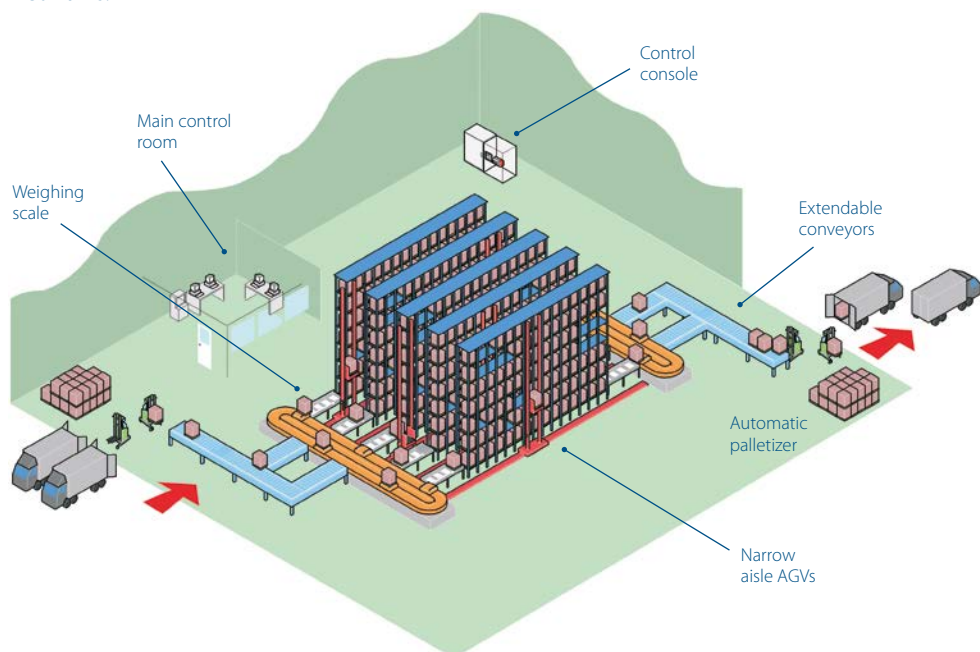 Control
console
Main control
room
Weighing
scale
Extendable
conveyors
Automatic
palletizer
Narrow
aisle AGVs